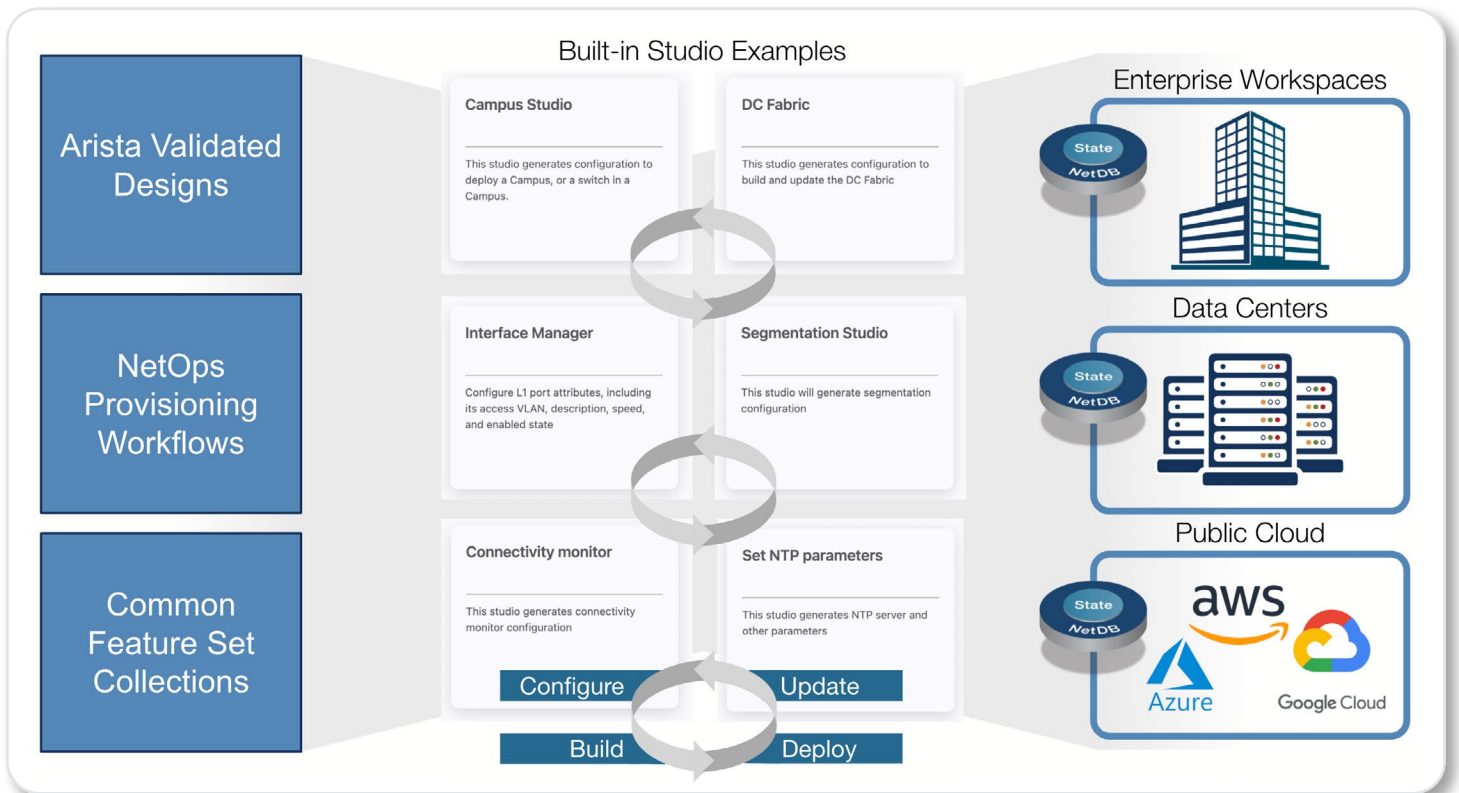 Built-in Studio Examples
Arista Validated
Designs
NetOps
Provisioning
Workflows
Common
Feature Set
Collections
Campus Studio
This studio generates configuration to
deploy a Campus, or a switch in a
Campus.
DC Fabric
This studio generates configuration to
build and update the DC Fabric
Interface Manager
Configure L1 port attributes, including
its access VLAN, description, speed,
and enabled state
Segmentation Studio
This studio will generate segmentation
configuration
Connectivity monitor
This studio generates connectivity
monitor configuration
Set NTP parameters
This studio generates NTP server and
other parameters
Configure
Update
Build
Deploy
Enterprise Workspaces
State
NetDB
Data Centers
State
NetDB
Public Cloud
State
NetDB
aws
Azure
Google Cloud